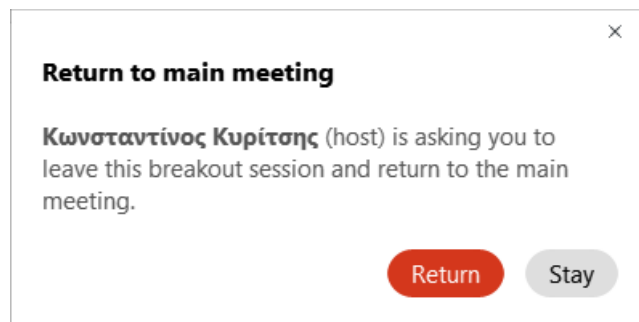 Return to main meeting
Κωνσταντίνος Κυρίτσης (host) is asking you to
leave this breakout session and return to the main
meeting.
Return
Stay